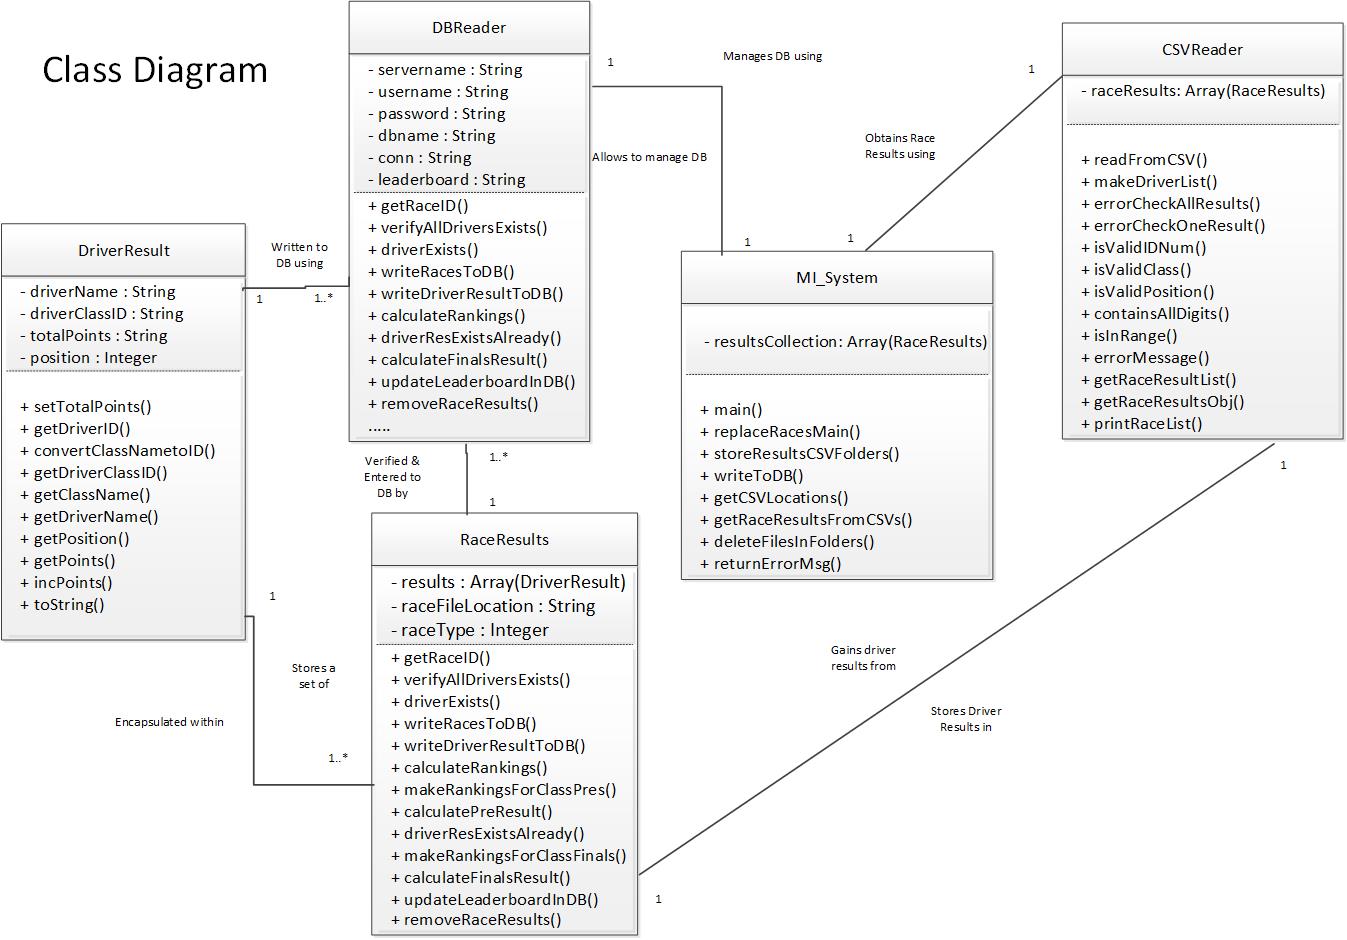 Class Diagram
DBReader
- servername : String
- username : String
- password : String
- dbname : String
- conn : String
- leaderboard : String
+ getRaceID()
+ verifyAllDriversExists()
+ driverExists()
+ writeRacesToDB()
+ writeDriverResultToDB()
+ calculateRankings()
+ driverResExistsAlready()
+ calculateFinalsResult()
+ updateLeaderboardInDB()
+ removeRaceResults()
.....
1
Manages DB using
Allows to manage DB
1
CSVReader
- raceResults: Array(RaceResults)
+ readFromCSV()
+ makeDriverList()
+ errorCheckAllResults()
+ errorCheckOneResult()
+ isValidIDNum()
+ isValidClass()
+ isValidPosition()
+ containsAllDigits()
+ isInRange()
+ errorMessage()
+ getRaceResultList()
+ getRaceResultsObj()
+ printRaceList()
1
Obtains Race
Results using
1
DriverResult
- driverName : String
- driverClassID : String
- totalPoints : String
- position : Integer
+ setTotalPoints()
+ getDriverID()
+ convertClassNametoID()
+ getDriverClassID()
+ getClassName()
+ getDriverName()
+ getPosition()
+ getPoints()
+ incPoints()
+ toString()
Written to
DB using
1
1..*
MI_System
- resultsCollection: Array(RaceResults)
+ main()
+ replaceRacesMain()
+ storeResultsCSVFolders()
+ writeToDB()
+ getCSVLocations()
+ getRaceResultsFromCSVs()
+ deleteFilesInFolders()
+ returnErrorMsg()
Verified &
Entered to
DB by
1..*
1
RaceResults
- results : Array(DriverResult)
- raceFileLocation : String
- raceType : Integer
+ getRaceID()
+ verifyAllDriversExists()
+ driverExists()
+ writeRacesToDB()
+ writeDriverResultToDB()
+ calculateRankings()
+ makeRankingsForClassPres()
+ calculatePreResult()
+ driverResExistsAlready()
+ makeRankingsForClassFinals()
+ calculateFinalsResult()
+ updateLeaderboardInDB()
+ removeRaceResults()
1
Stores a
set of
Encapsulated within
1..*
1
Gains driver
results from
Stores Driver
Results in
1